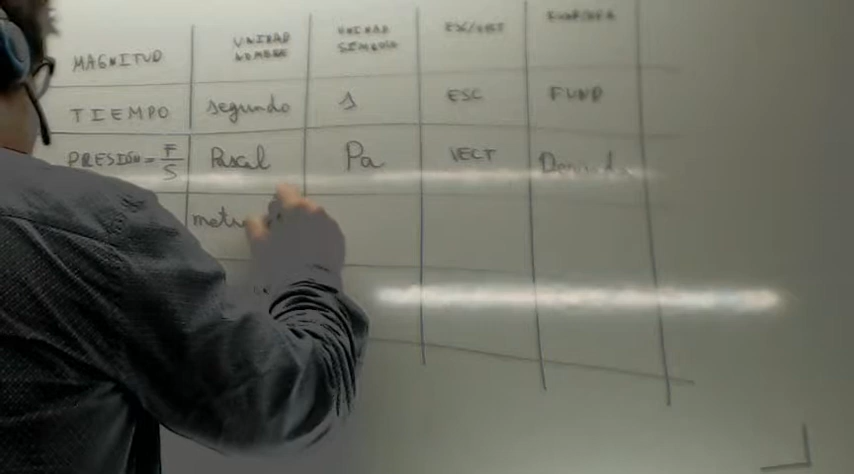 MAGNITUD UNIDAD NOMBRE UNIDAD SÍMBOLO ESC/VECT
TIEMPO segundo s ESC FUND
PRESIÓN = F/S Pascal Pa VECT